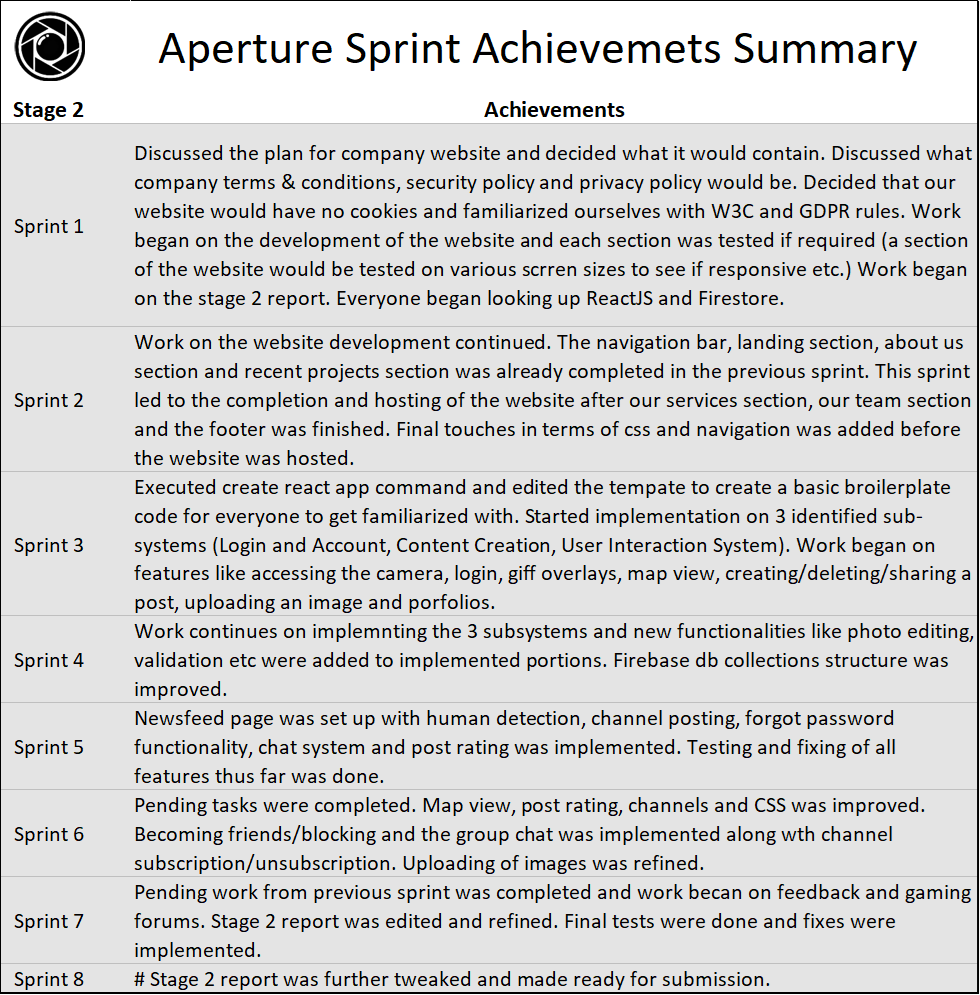 Aperture Sprint Achievemets Summary
Stage 2 Achievements
Sprint 1
Discussed the plan for company website and decided what it would contain. Discussed what
company terms & conditions, security policy and privacy policy would be. Decided that our
website would have no cookies and familiarized ourselves with W3C and GDPR rules. Work
began on the development of the website and each section was tested if required (a section
of the website would be tested on various scrren sizes to see if responsive etc.) Work began
on the stage 2 report. Everyone began looking up ReactJS and Firestore.
Sprint 2
Work on the website development continued. The navigation bar, landing section, about us
section and recent projects section was already completed in the previous sprint. This sprint
led to the completion and hosting of the website after our services section, our team section
and the footer was finished. Final touches in terms of css and navigation was added before
the website was hosted.
Sprint 3
Executed create react app command and edited the tempate to create a basic broilerplate
code for everyone to get familiarized with. Started implementation on 3 identified sub-
systems (Login and Account, Content Creation, User Interaction System). Work began on
features like accessing the camera, login, giff overlays, map view, creating/deleting/sharing a
post, uploading an image and porfolios.
Sprint 4
Work continues on implemnting the 3 subsystems and new functionalities like photo editing,
validation etc were added to implemented portions. Firebase db collections structure was
improved.
Sprint 5
Newsfeed page was set up with human detection, channel posting, forgot password
functionality, chat system and post rating was implemented. Testing and fixing of all
features thus far was done.
Sprint 6
Pending tasks were completed. Map view, post rating, channels and CSS was improved.
Becoming friends/blocking and the group chat was implemented along wth channel
subscription/unsubscription. Uploading of images was refined.
Sprint 7
Pending work from previous sprint was completed and work becan on feedback and gaming
forums. Stage 2 report was edited and refined. Final tests were done and fixes were
implemented.
Sprint 8
# Stage 2 report was further tweaked and made ready for submission.